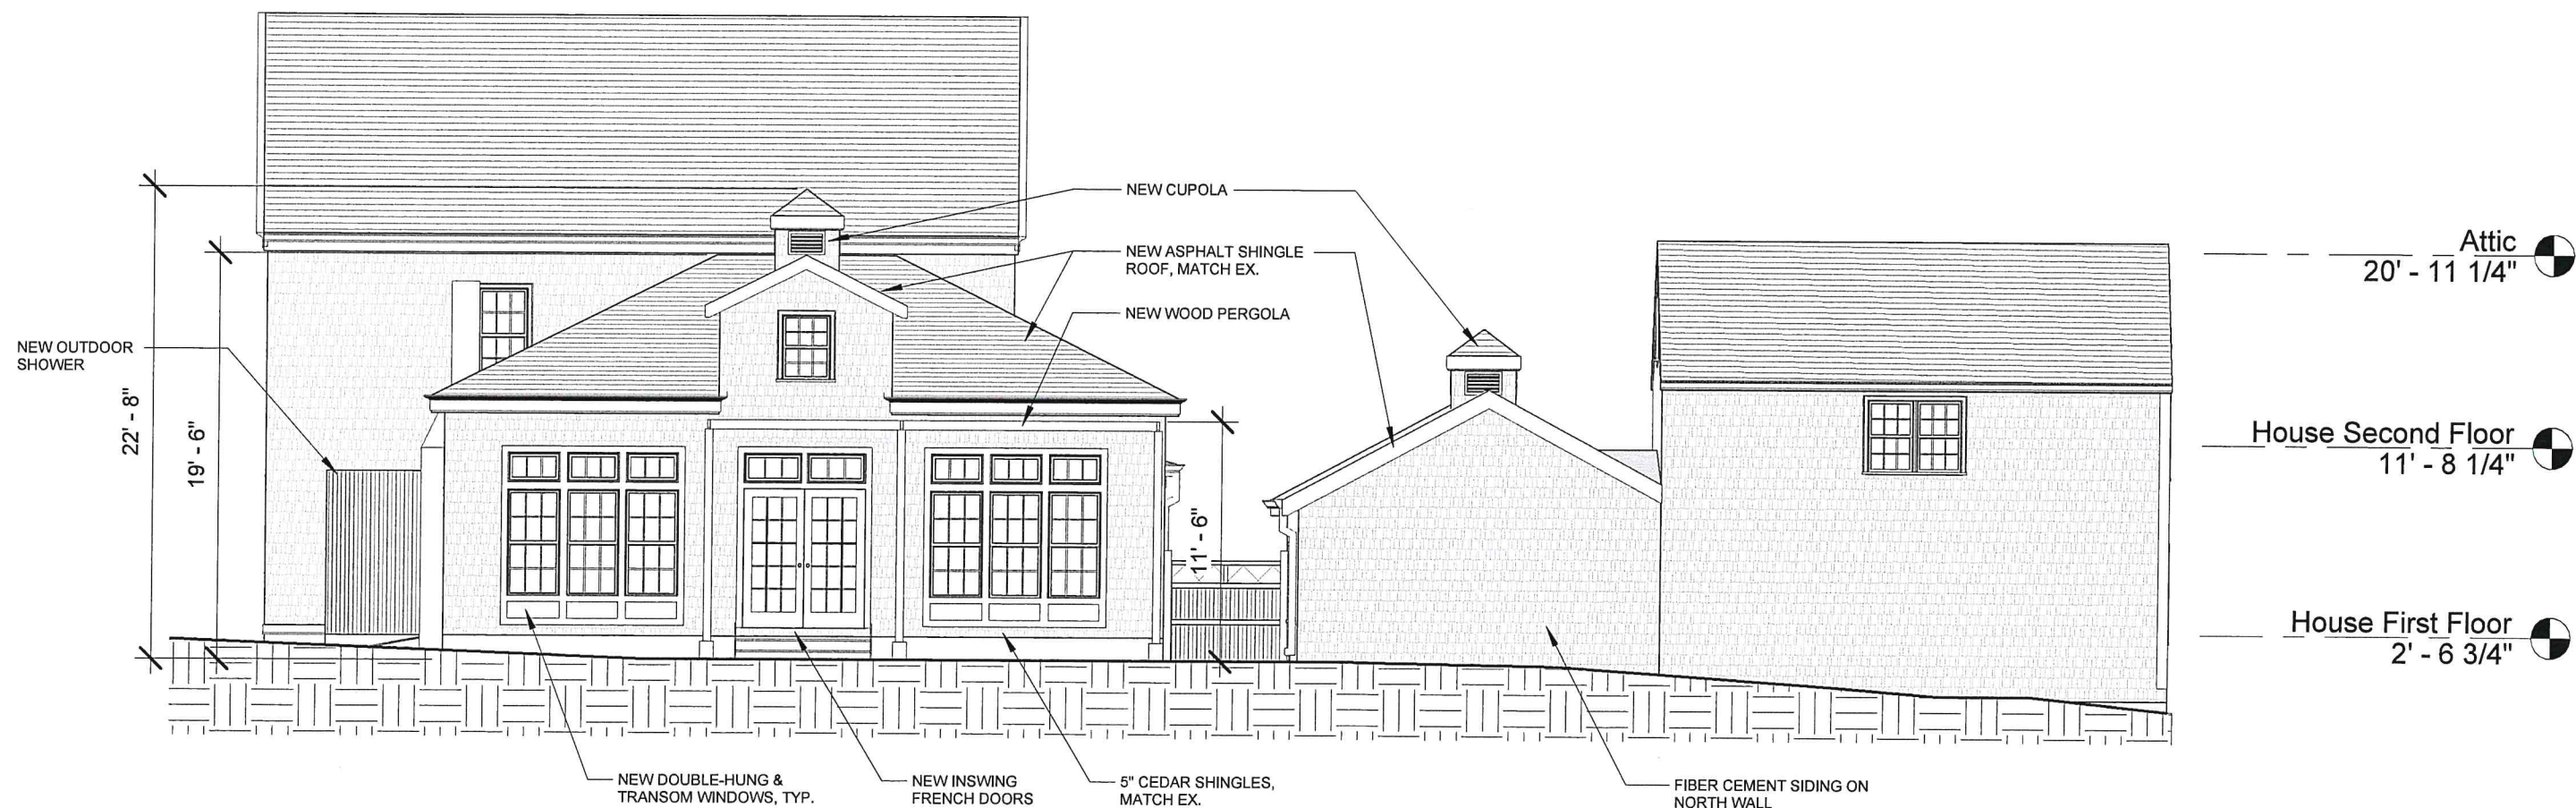 NEW CUPOLA
NEW ASPHALT SHINGLE
ROOF, MATCH EX.
NEW WOOD PERGOLA
NEW OUTDOOR
SHOWER
22' - 8"
19' - 6"
11' - 6"
Attic
20' - 11 1/4"
House Second Floor
11' - 8 1/4"
House First Floor
2' - 6 3/4"
NEW DOUBLE-HUNG &
TRANSOM WINDOWS, TYP.
NEW INSWING
FRENCH DOORS
5" CEDAR SHINGLES,
MATCH EX.
FIBER CEMENT SIDING ON
NORTH WALL